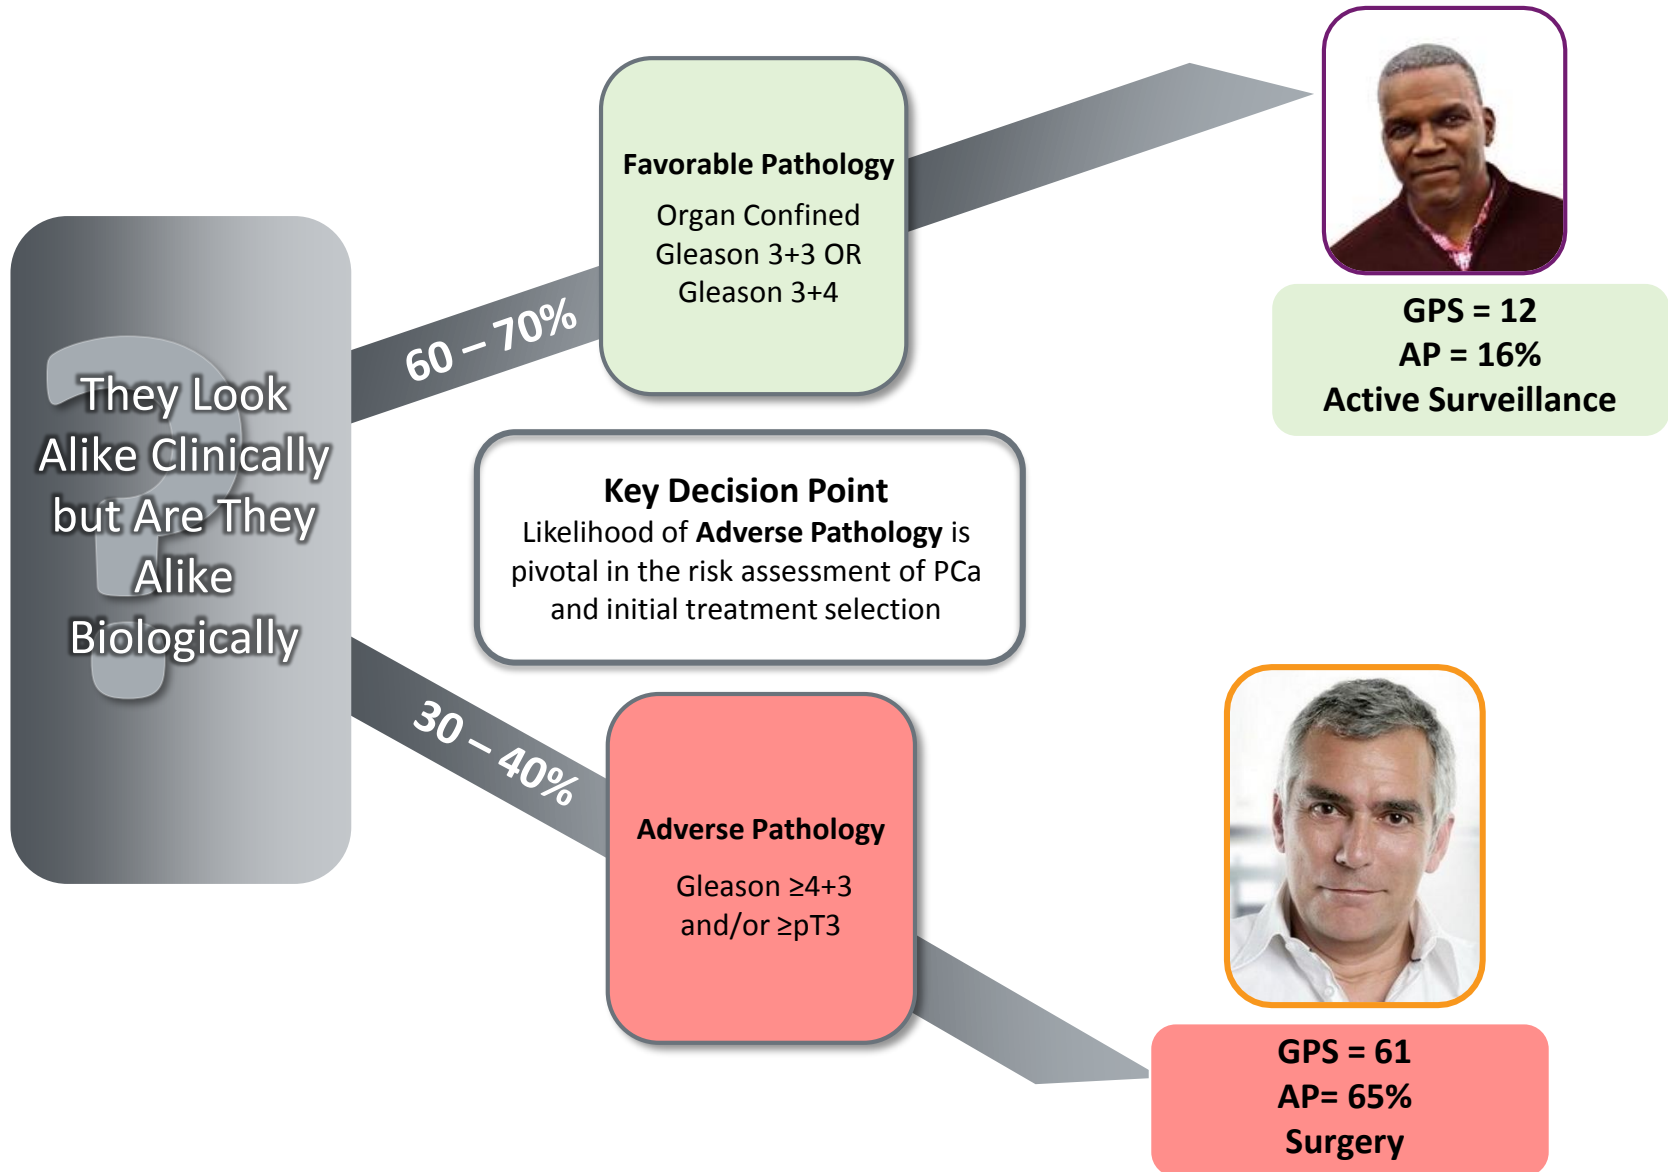 They Look
Alike Clinically
but Are They
Alike
Biologically
?
60 – 70%
Favorable Pathology
Organ Confined
Gleason 3+3 OR
Gleason 3+4
GPS = 12
AP = 16%
Active Surveillance
Key Decision Point
Likelihood of Adverse Pathology is
pivotal in the risk assessment of PCa
and initial treatment selection
30 – 40%
Adverse Pathology
Gleason ≥4+3
and/or ≥pT3
GPS = 61
AP= 65%
Surgery